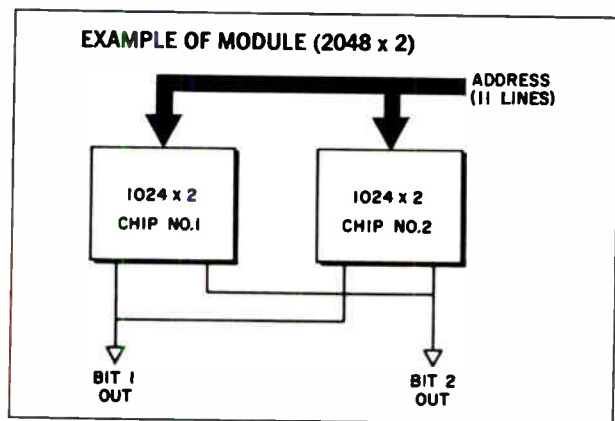 EXAMPLE OF MODULE (2048 x 2)
ADDRESS
(11 LINES)
1024 x 2
CHIP NO.1
1024 x 2
CHIP NO.2
BIT 1
OUT
BIT 2
OUT